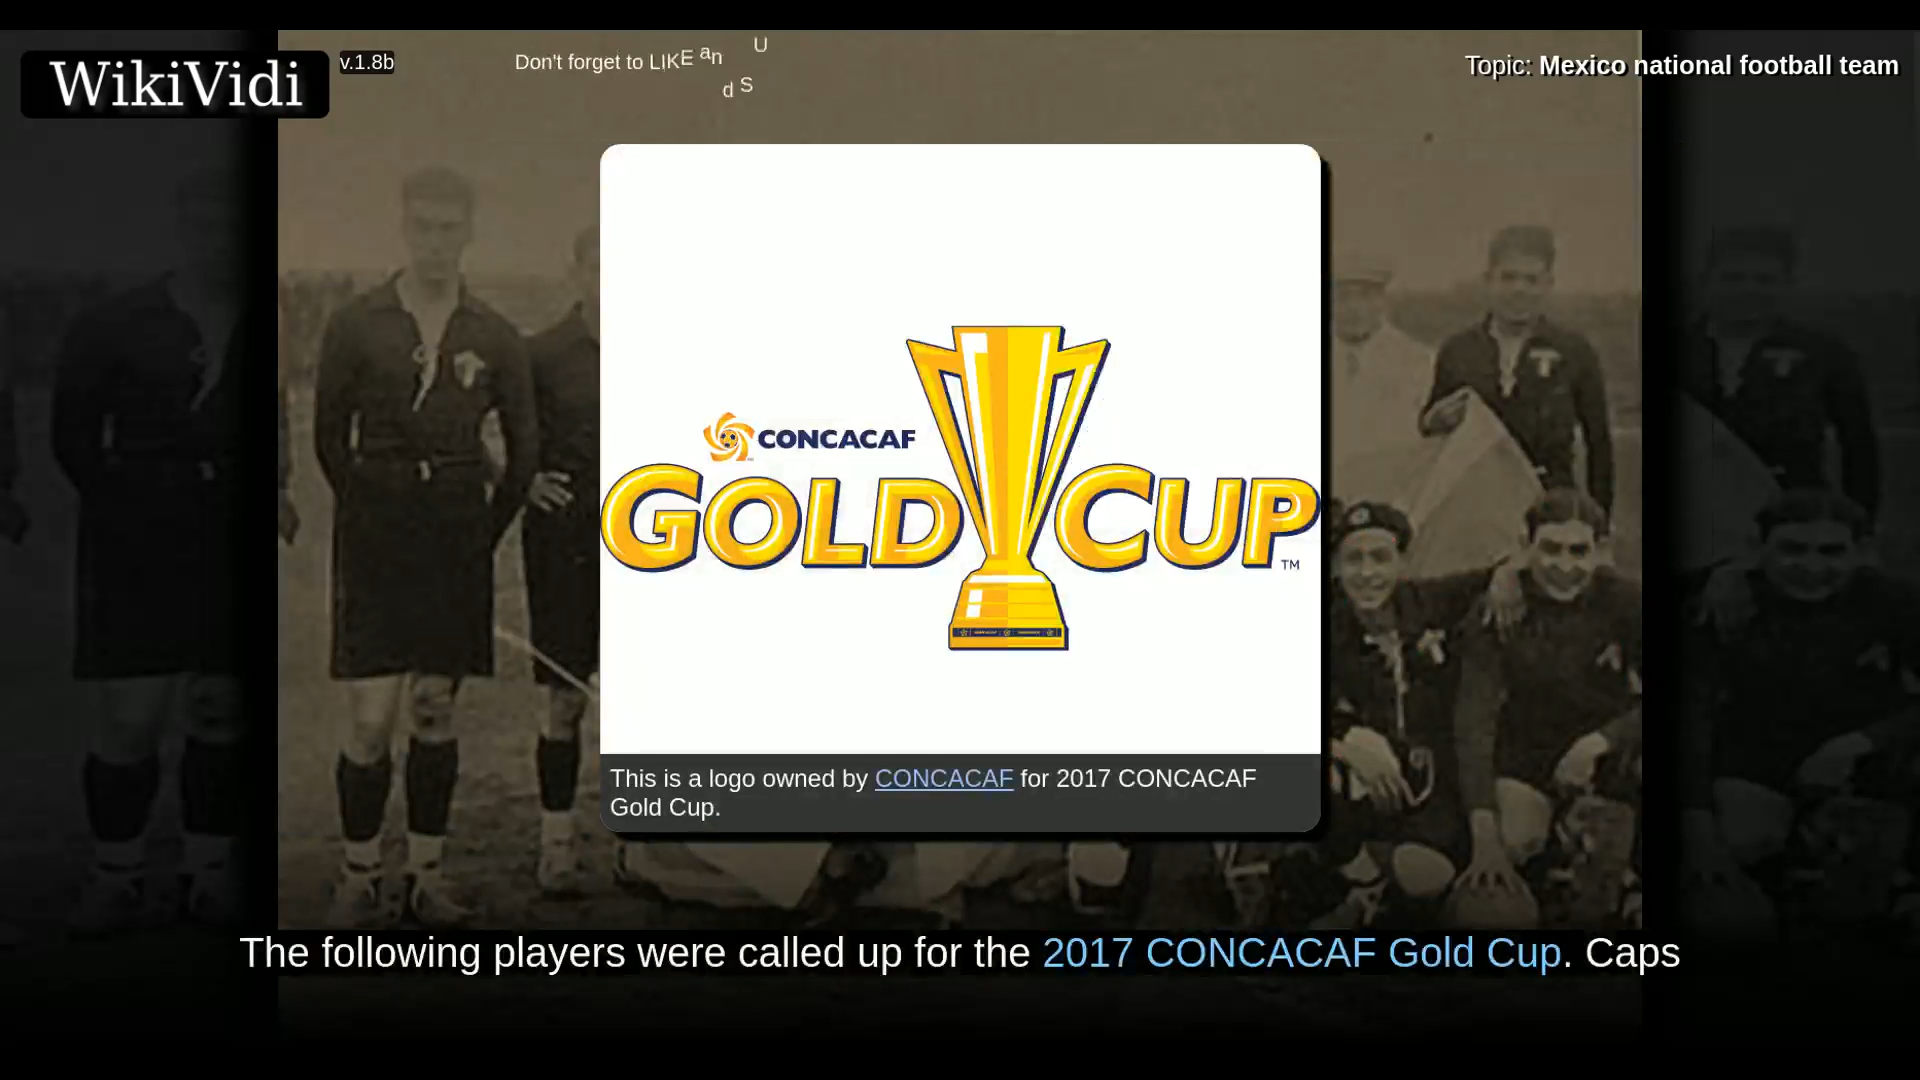 WikiVidi
v.1.8b
Don't forget to LIKE and S U
Topic: Mexico national football team
CONCACAF
GOLD CUP
TM
This is a logo owned by CONCACAF for 2017 CONCACAF
Gold Cup.
The following players were called up for the 2017 CONCACAF Gold Cup. Caps